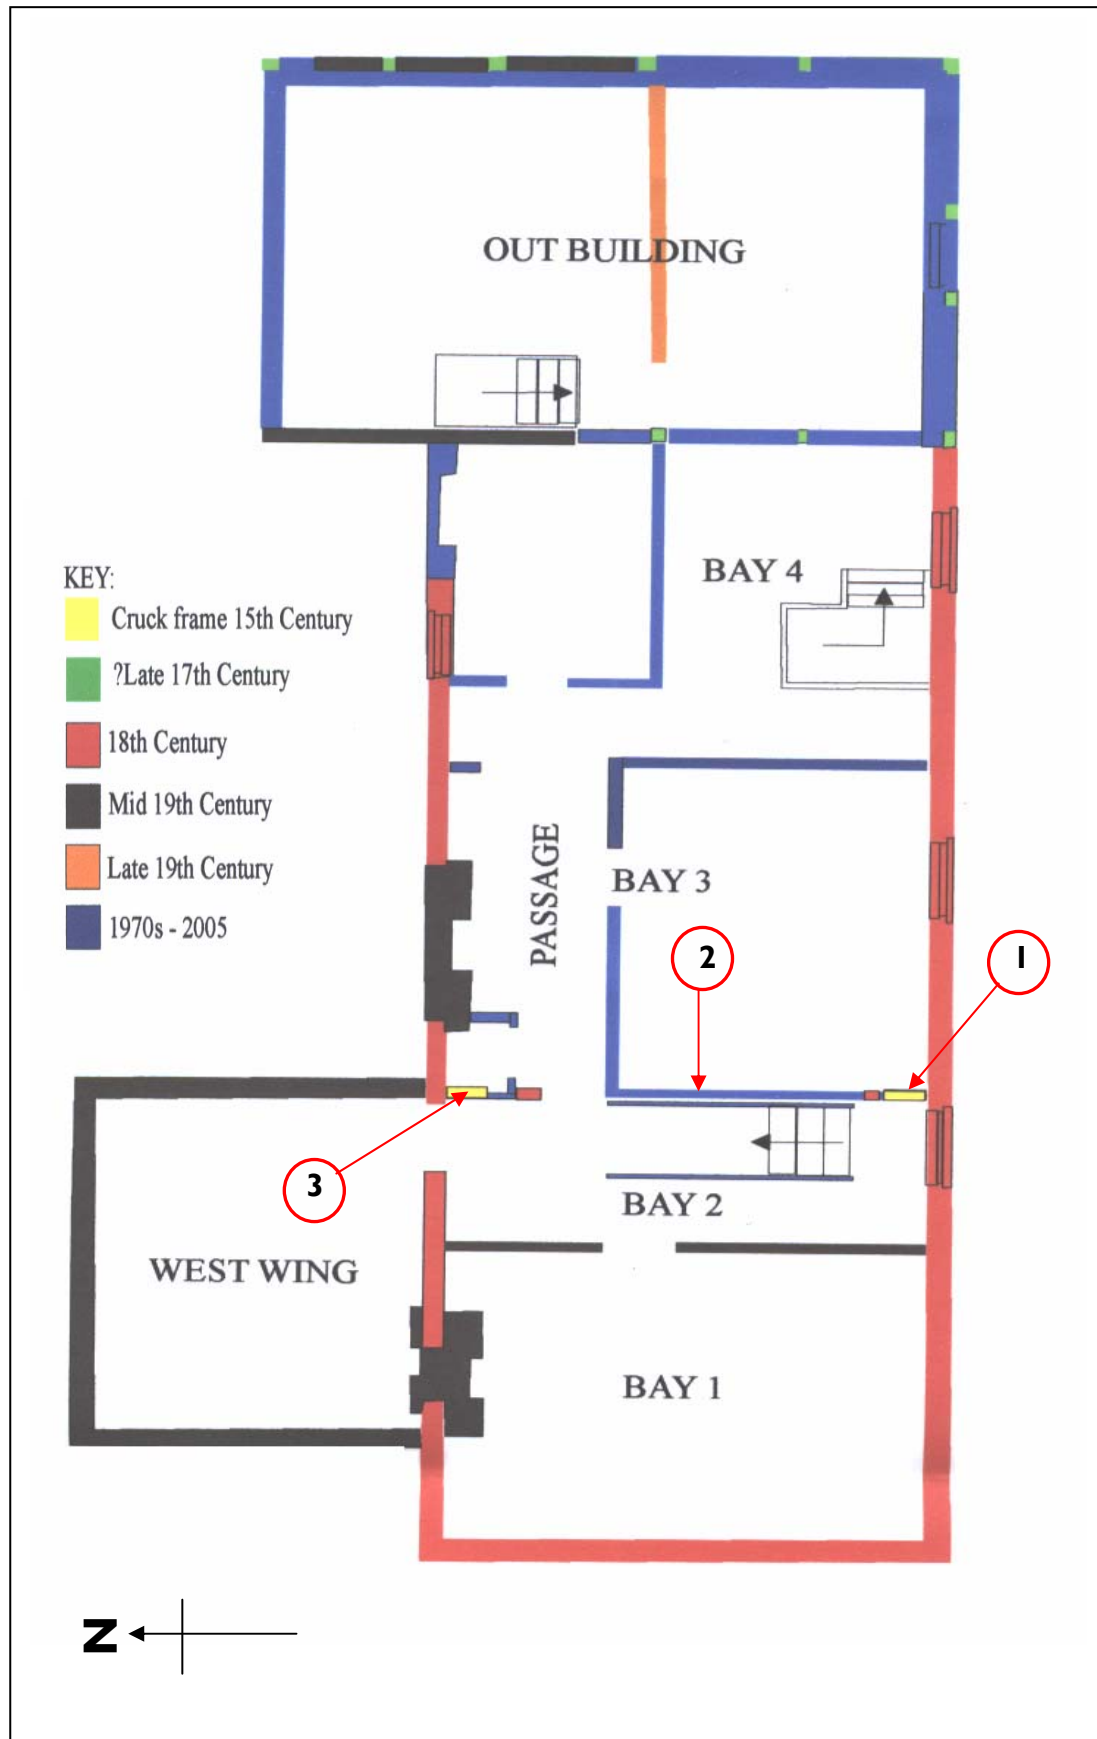 OUT BUILDING
BAY 4
KEY:
Cruck frame 15th Century
?Late 17th Century
18th Century
Mid 19th Century
Late 19th Century
1970s - 2005
PASSAGE
BAY 3
2
1
3
BAY 2
WEST WING
BAY 1
N